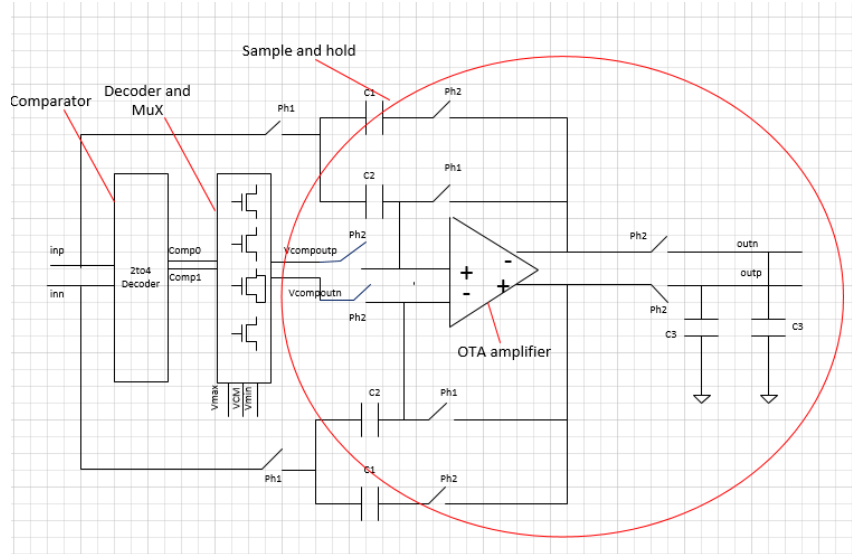 Sample and hold
Decoder and
MuX
Comparator
C1
Ph2
Ph1
C2
Ph1
inp
inn
2to4
Decoder
Comp0
Comp1
Vcompoutp
Ph2
Vcompoutn
Ph2
+
-
-
+
OTA amplifier
Ph2
outn
outp
Ph2
C3
C3
Vmax
VCM
Vmin
C2
Ph1
Ph1
C1
Ph2